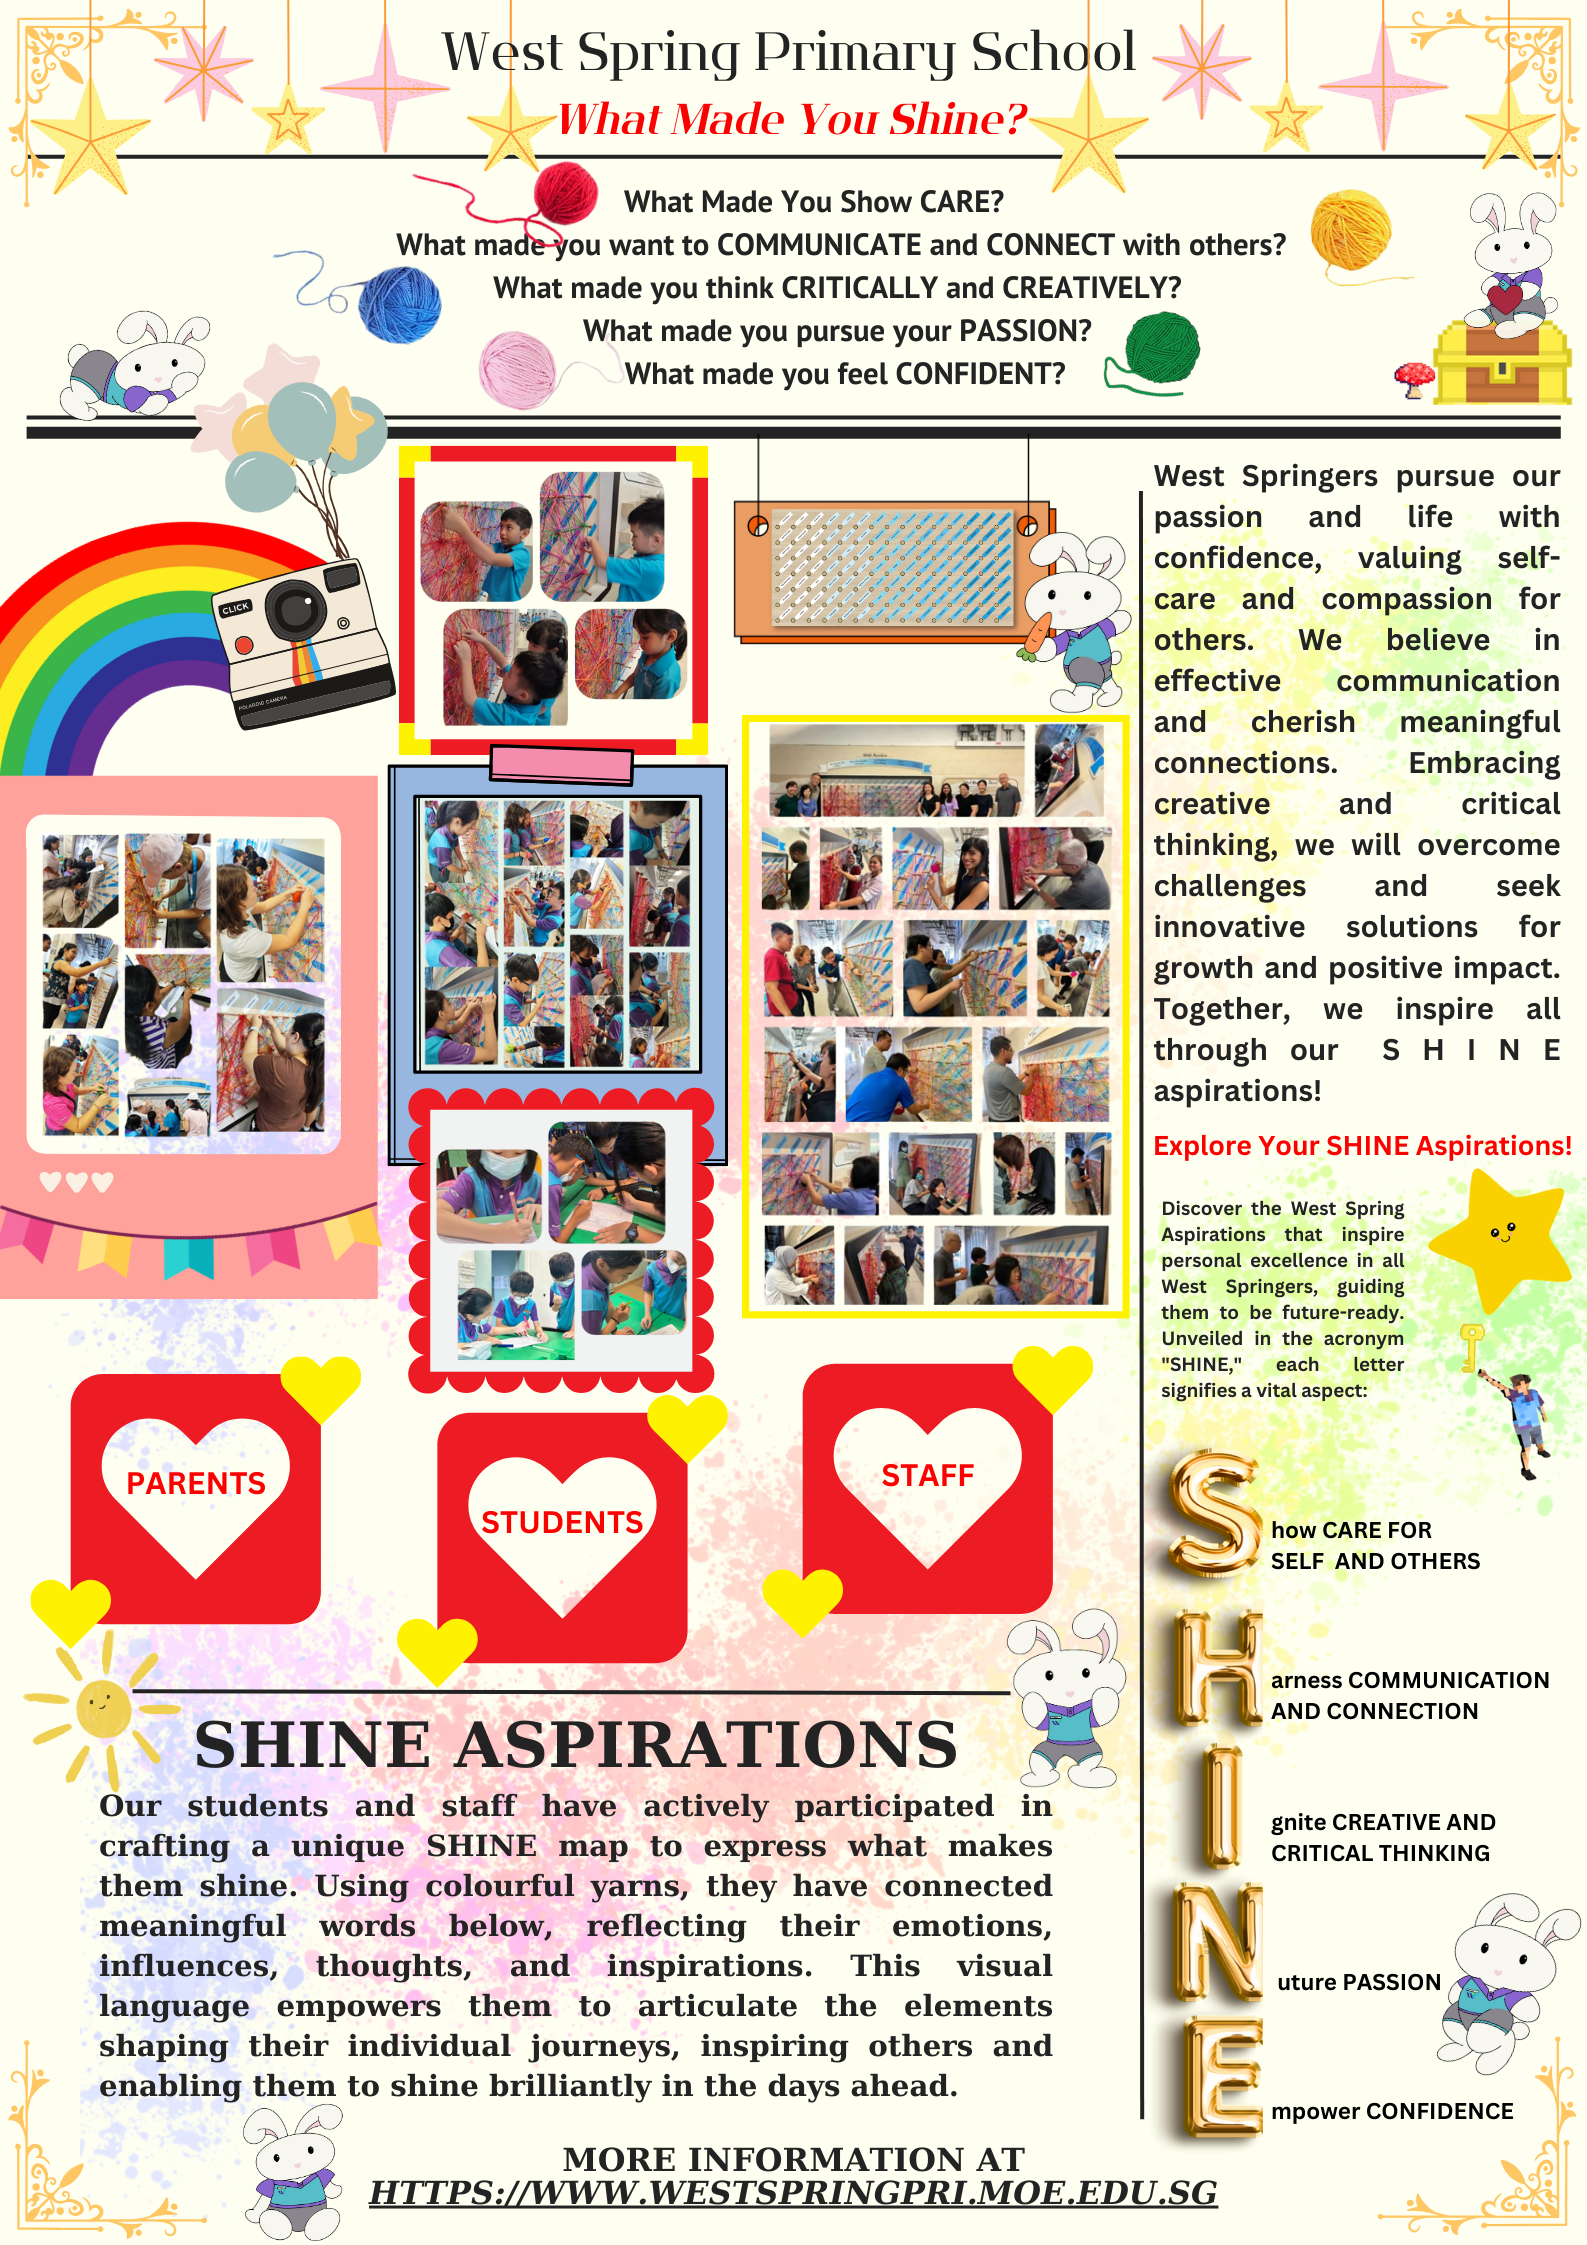 West Spring Primary School
What Made You Shine?
What Made You Show CARE?
What made you want to COMMUNICATE and CONNECT with others?
What made you think CRITICALLY and CREATIVELY?
What made you pursue your PASSION?
What made you feel CONFIDENT?
CLICK
POLAROID CAMERA
PARENTS
STUDENTS
STAFF
SHINE ASPIRATIONS
Our students and staff have actively participated in
crafting a unique SHINE map to express what makes
them shine. Using colourful yarns, they have connected
meaningful words below, reflecting their emotions,
influences, thoughts, and inspirations. This visual
language empowers them to articulate the elements
shaping their individual journeys, inspiring others and
enabling them to shine brilliantly in the days ahead.
West Springers pursue our
passion and life with
confidence, valuing self-
care and compassion for
others. We believe in
effective communication
and cherish meaningful
connections. Embracing
creative and critical
thinking, we will overcome
challenges and seek
innovative solutions for
growth and positive impact.
Together, we inspire all
through our S H I N E
aspirations!
Explore Your SHINE Aspirations!
Discover the West Spring
Aspirations that inspire
personal excellence in all
West Springers, guiding
them to be future-ready.
Unveiled in the acronym
"SHINE," each letter
signifies a vital aspect:
S how CARE FOR
SELF AND OTHERS
H arness COMMUNICATION
AND CONNECTION
I gnite CREATIVE AND
CRITICAL THINKING
N uture PASSION
E mpower CONFIDENCE
MORE INFORMATION AT
HTTPS://WWW.WESTSPRINGPRI.MOE.EDU.SG